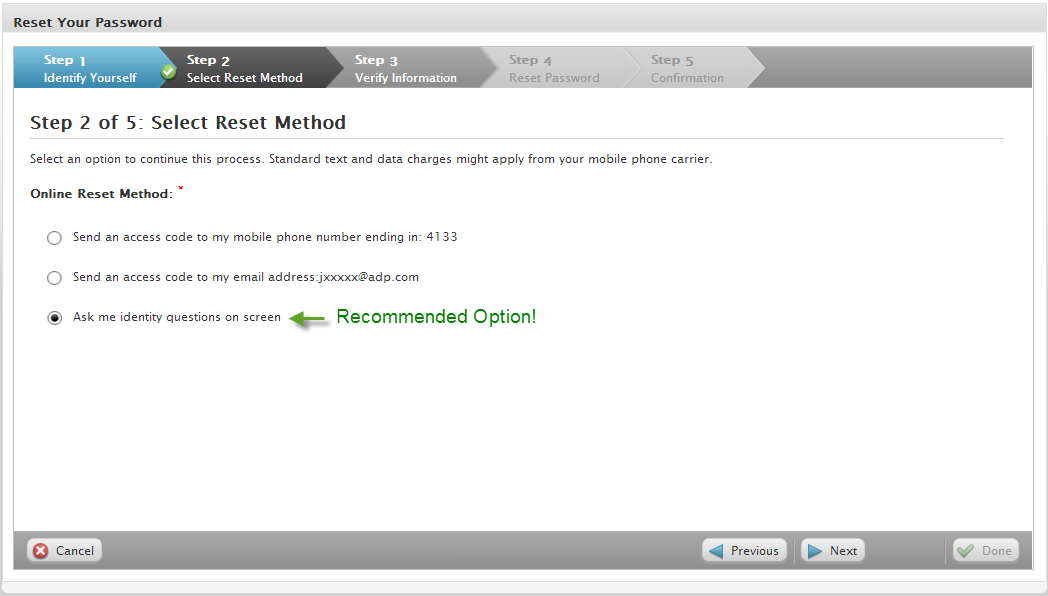 Reset Your Password
Step 1
Identify Yourself
Step 2
Select Reset Method
Step 3
Verify Information
Step 4
Reset Password
Step 5
Confirmation
Step 2 of 5: Select Reset Method
Select an option to continue this process. Standard text and data charges might apply from your mobile phone carrier.
Online Reset Method: *
Send an access code to my mobile phone number ending in: 4133
Send an access code to my email address:jxxxxx@adp.com
Ask me identity questions on screen
Recommended Option!
Cancel
Previous
Next
Done